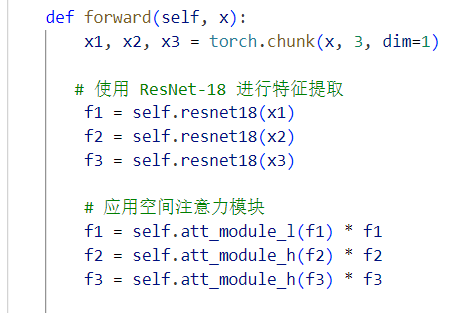 def forward(self, x):
x1, x2, x3 = torch.chunk(x, 3, dim=1)
# 使用 ResNet-18 进行特征提取
f1 = self.resnet18(x1)
f2 = self.resnet18(x2)
f3 = self.resnet18(x3)
# 应用空间注意力模块
f1 = self.att_module_l(f1) * f1
f2 = self.att_module_h(f2) * f2
f3 = self.att_module_h(f3) * f3